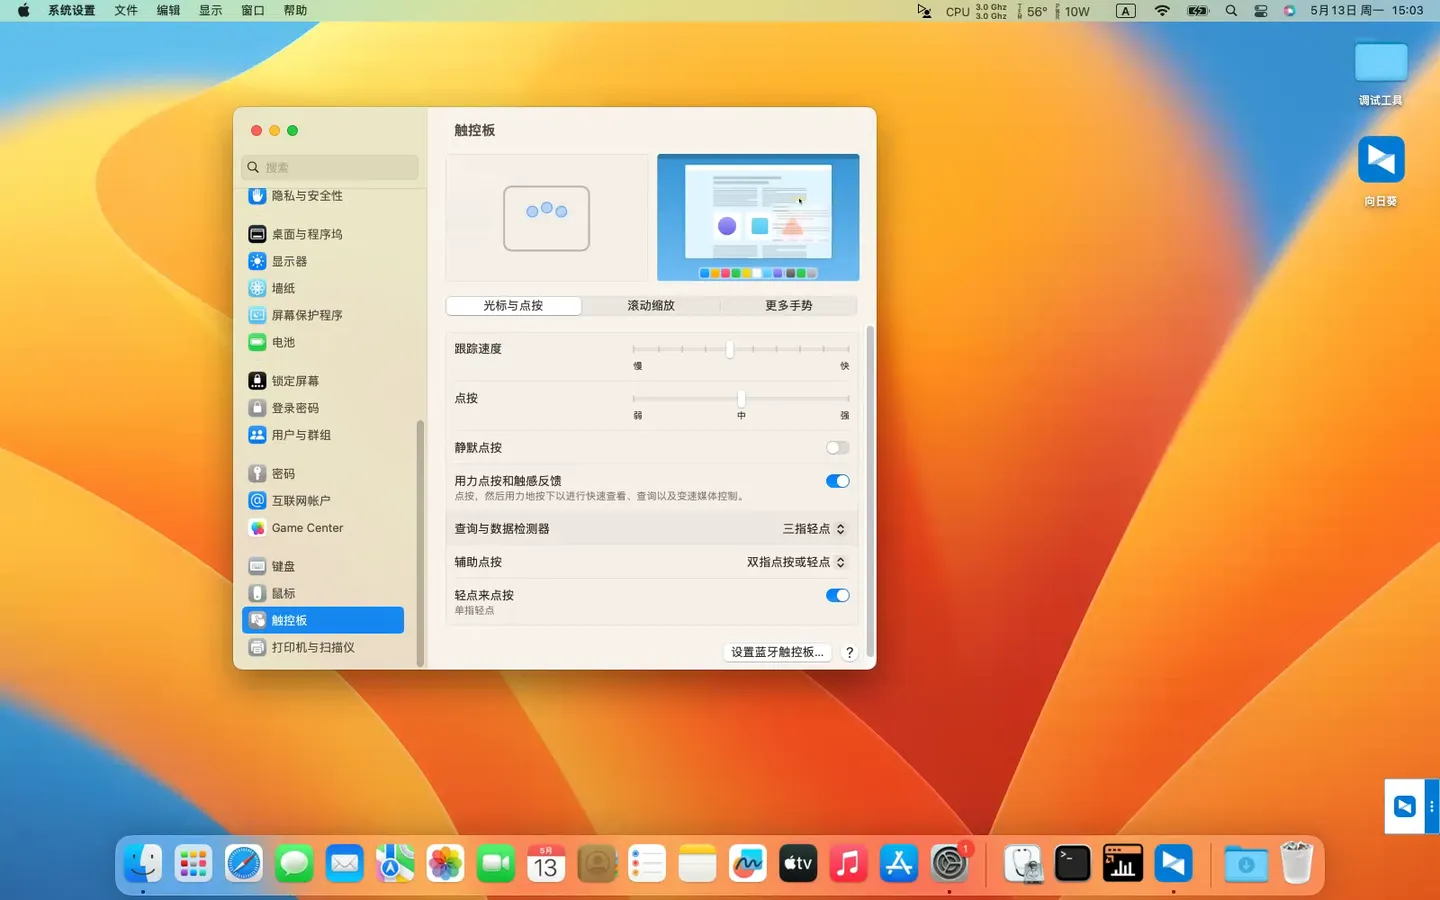 系统设置 文件 编辑 显示 窗口 帮助
CPU 3.0 Ghz 3.0 Ghz 56° 10W A 5月13日 周一 15:03
调试工具
向日葵
触控板
搜索
隐私与安全性
桌面与程序坞
显示器
墙纸
屏幕保护程序
电池
锁定屏幕
登录密码
用户与群组
密码
互联网帐户
Game Center
键盘
鼠标
触控板
打印机与扫描仪
光标与点按 滚动缩放 更多手势
跟踪速度
慢 快
点按
弱 中 强
静默点按
用力点按和触感反馈
点按，然后用力地按下以进行快速查看、查询以及变速媒体控制。
查询与数据检测器 三指轻点
辅助点按 双指点按或轻点
轻点来点按
单指轻点
设置蓝牙触控板... ?
5月
13
tv
1